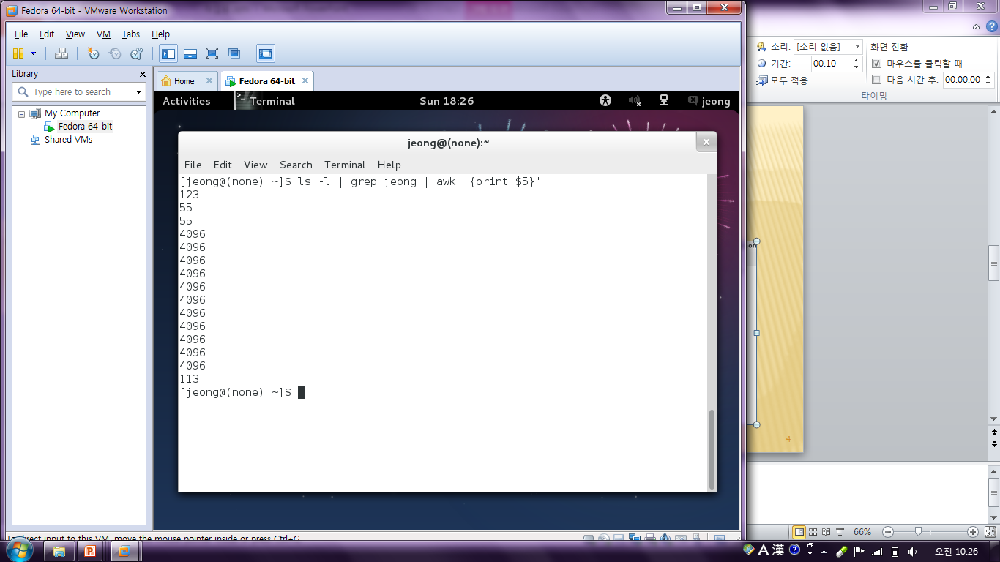 Fedora 64-bit - VMware Workstation
File Edit View VM Tabs Help
Library
Type here to search
My Computer
Fedora 64-bit
Shared VMs
Home
Fedora 64-bit
Activities
Terminal
Sun 18:26
jeong
jeong@(none):~
File Edit View Search Terminal Help
[jeong@(none) ~]$ ls -l | grep jeong | awk '{print $5}'
123
55
55
4096
4096
4096
4096
4096
4096
4096
4096
4096
4096
4096
113
[jeong@(none) ~]$
To direct input to this VM, move the mouse pointer inside or press Ctrl+G.
소리: [소리 없음]
기간: 00.10
모두 적용
화면 전환
마우스를 클릭할 때
다음 시간 후: 00:00.00
타이밍
4
66%
A 漢
오전 10:26